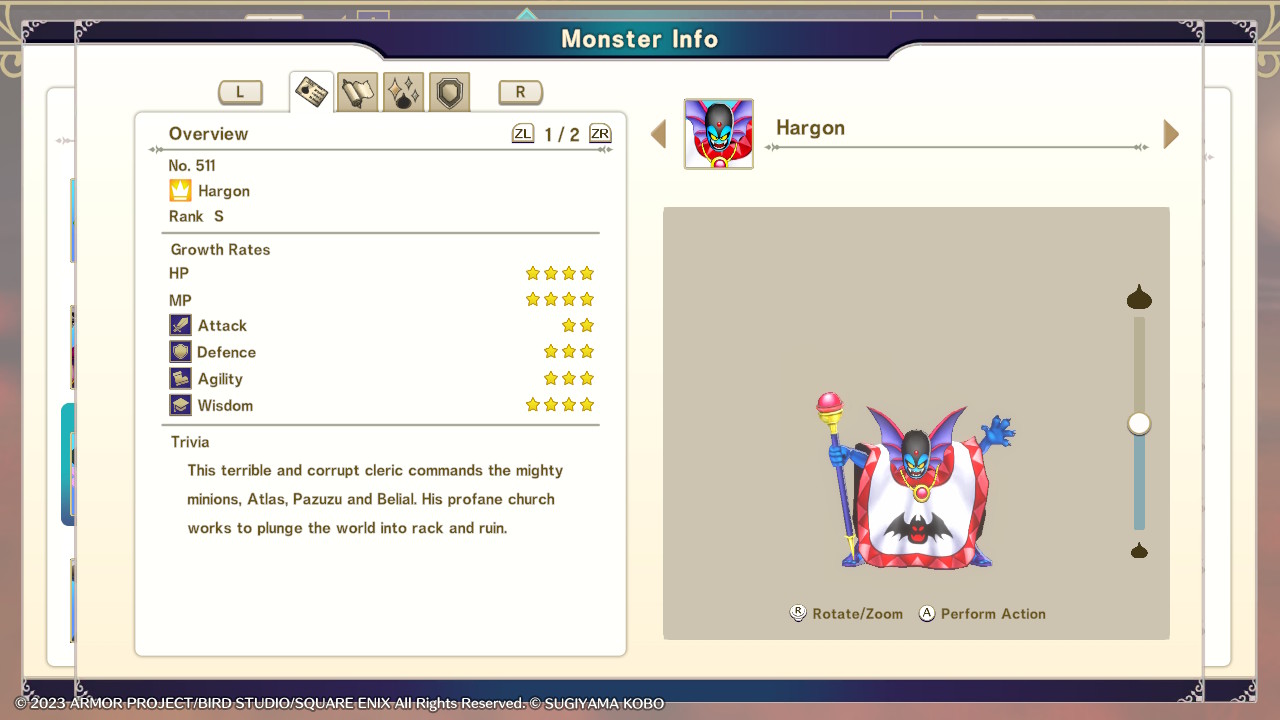 Monster Info
L
R
Overview
ZL 1 / 2 ZR
No. 511
Hargon
Rank S
Growth Rates
HP
MP
Attack
Defence
Agility
Wisdom
Trivia
This terrible and corrupt cleric commands the mighty
minions, Atlas, Pazuzu and Belial. His profane church
works to plunge the world into rack and ruin.
Hargon
R Rotate/Zoom A Perform Action
© 2023 ARMOR PROJECT/BIRD STUDIO/SQUARE ENIX All Rights Reserved. © SUGIYAMA KOBO